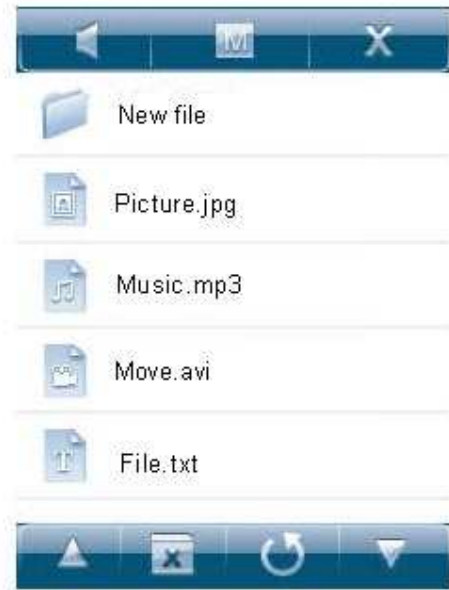 M
X
New file
Picture.jpg
Music.mp3
Move.avi
File.txt